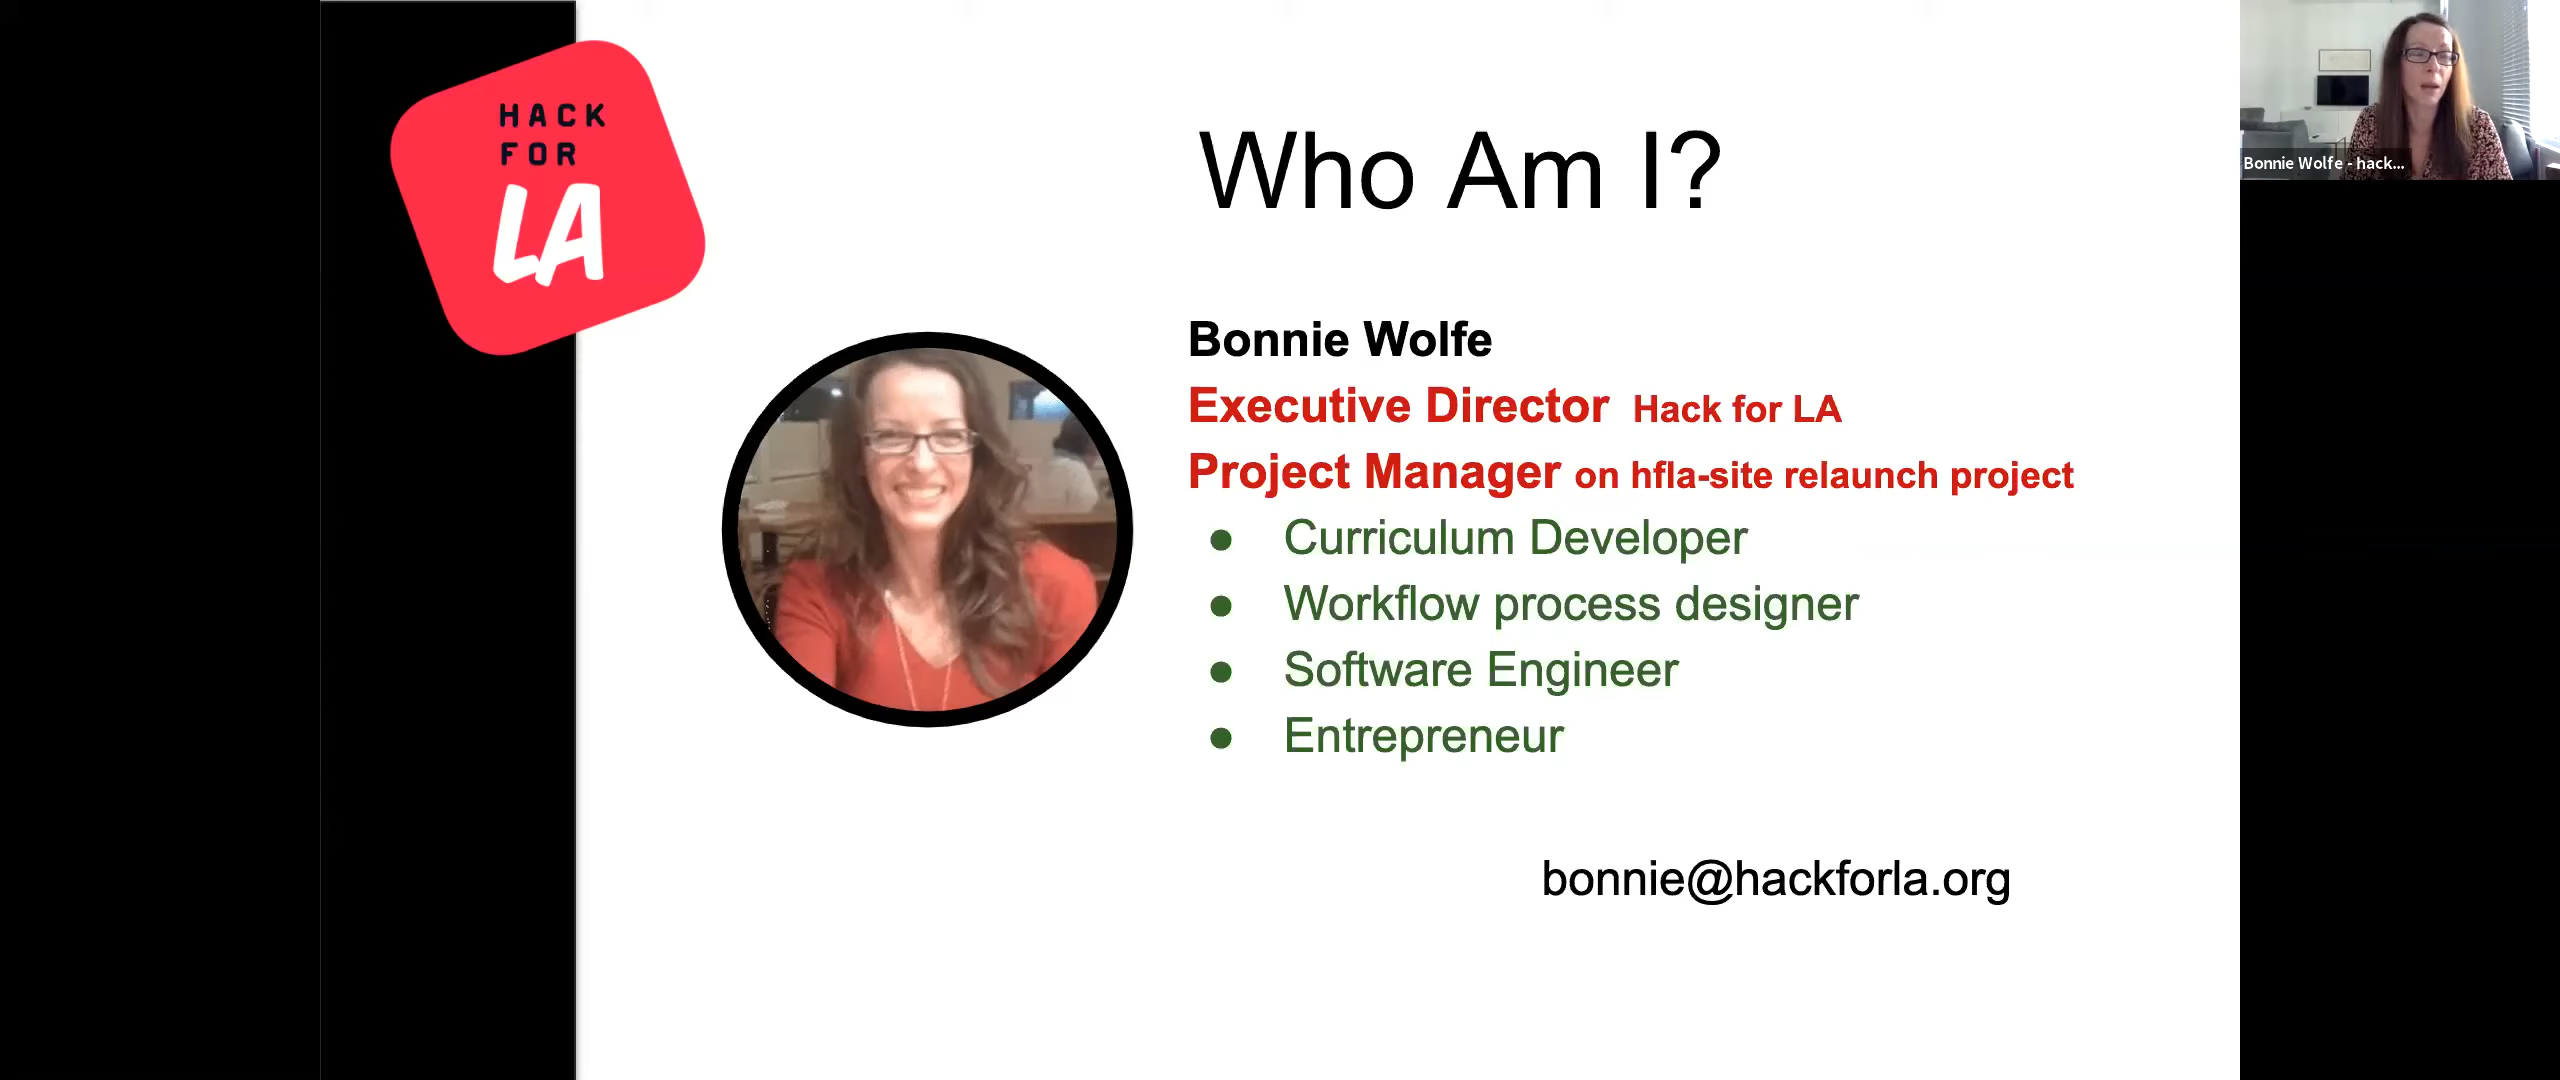 HACK
FOR
LA
Who Am I?
Bonnie Wolfe
Executive Director Hack for LA
Project Manager on hfla-site relaunch project
● Curriculum Developer
● Workflow process designer
● Software Engineer
● Entrepreneur
bonnie@hackforla.org
Bonnie Wolfe - hack...